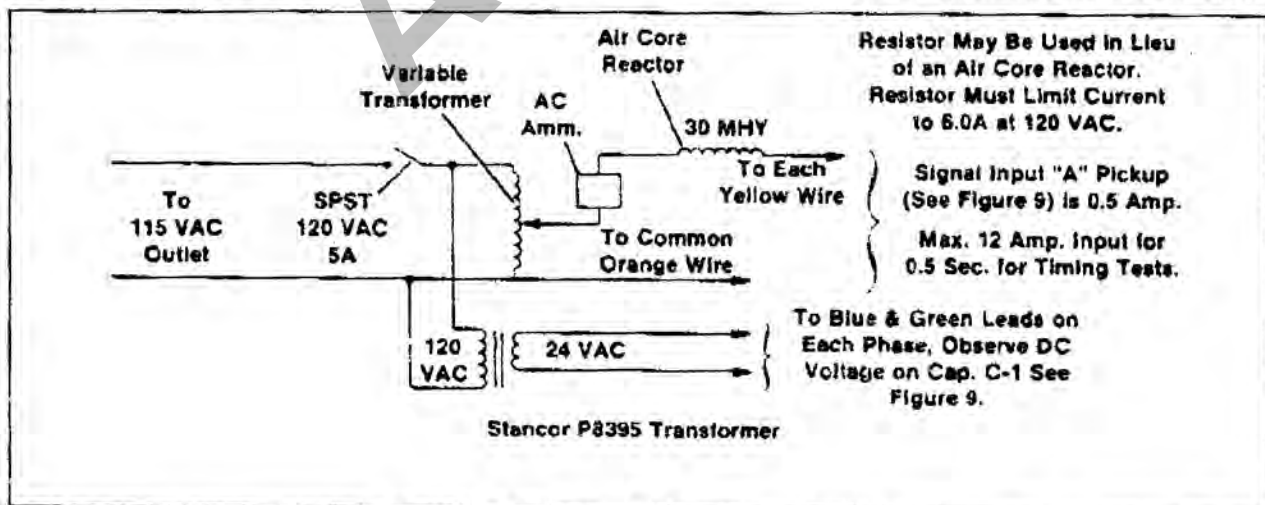 Air Core
Reactor
Resistor May Be Used in Lieu
of an Air Core Reactor.
Resistor Must Limit Current
to 6.0A at 120 VAC.
Variable
Transformer
AC
Amm.
30 MHY
To Each
Yellow Wire
Signal Input "A" Pickup
(See Figure 9) is 0.5 Amp.
Max. 12 Amp. Input for
0.5 Sec. for Timing Tests.
To
115 VAC
Outlet
SPST
120 VAC
5A
To Common
Orange Wire
120
VAC
24 VAC
To Blue & Green Leads on
Each Phase, Observe DC
Voltage on Cap. C-1 See
Figure 9.
Stancor P8395 Transformer